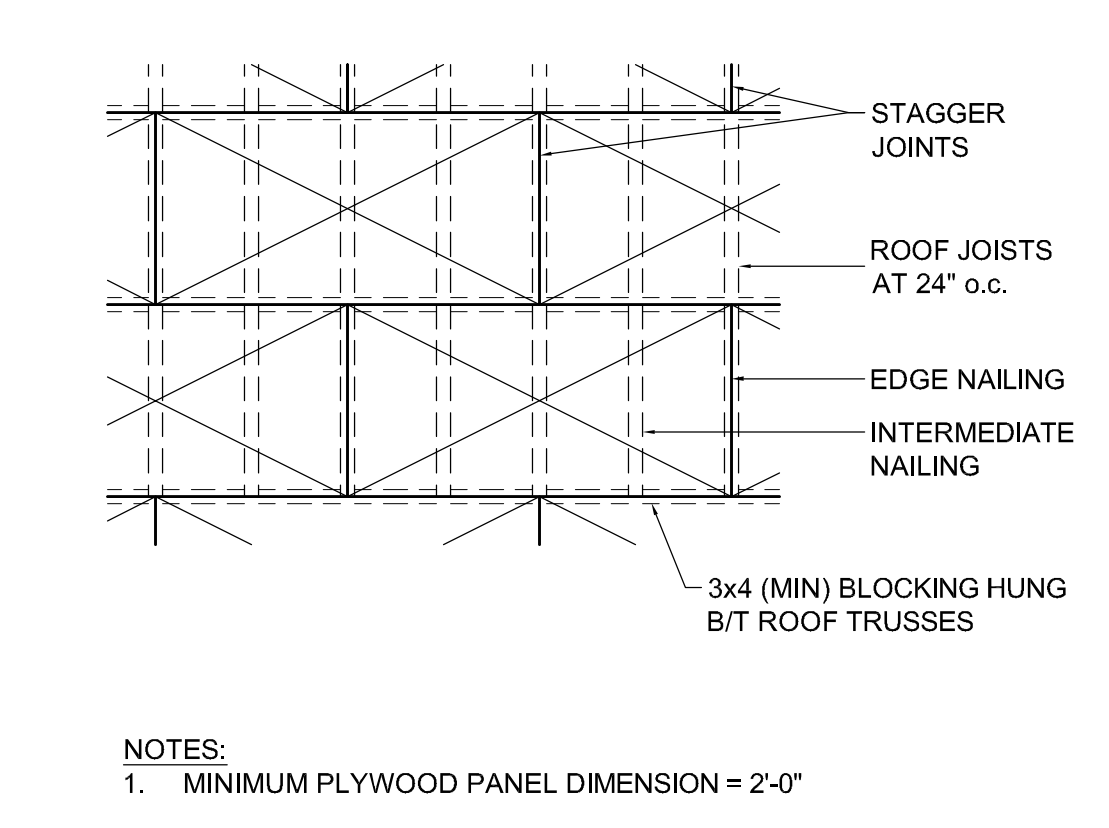 STAGGER
JOINTS
ROOF JOISTS
AT 24" o.c.
EDGE NAILING
INTERMEDIATE
NAILING
3x4 (MIN) BLOCKING HUNG
B/T ROOF TRUSSES
NOTES:
1. MINIMUM PLYWOOD PANEL DIMENSION = 2'-0"